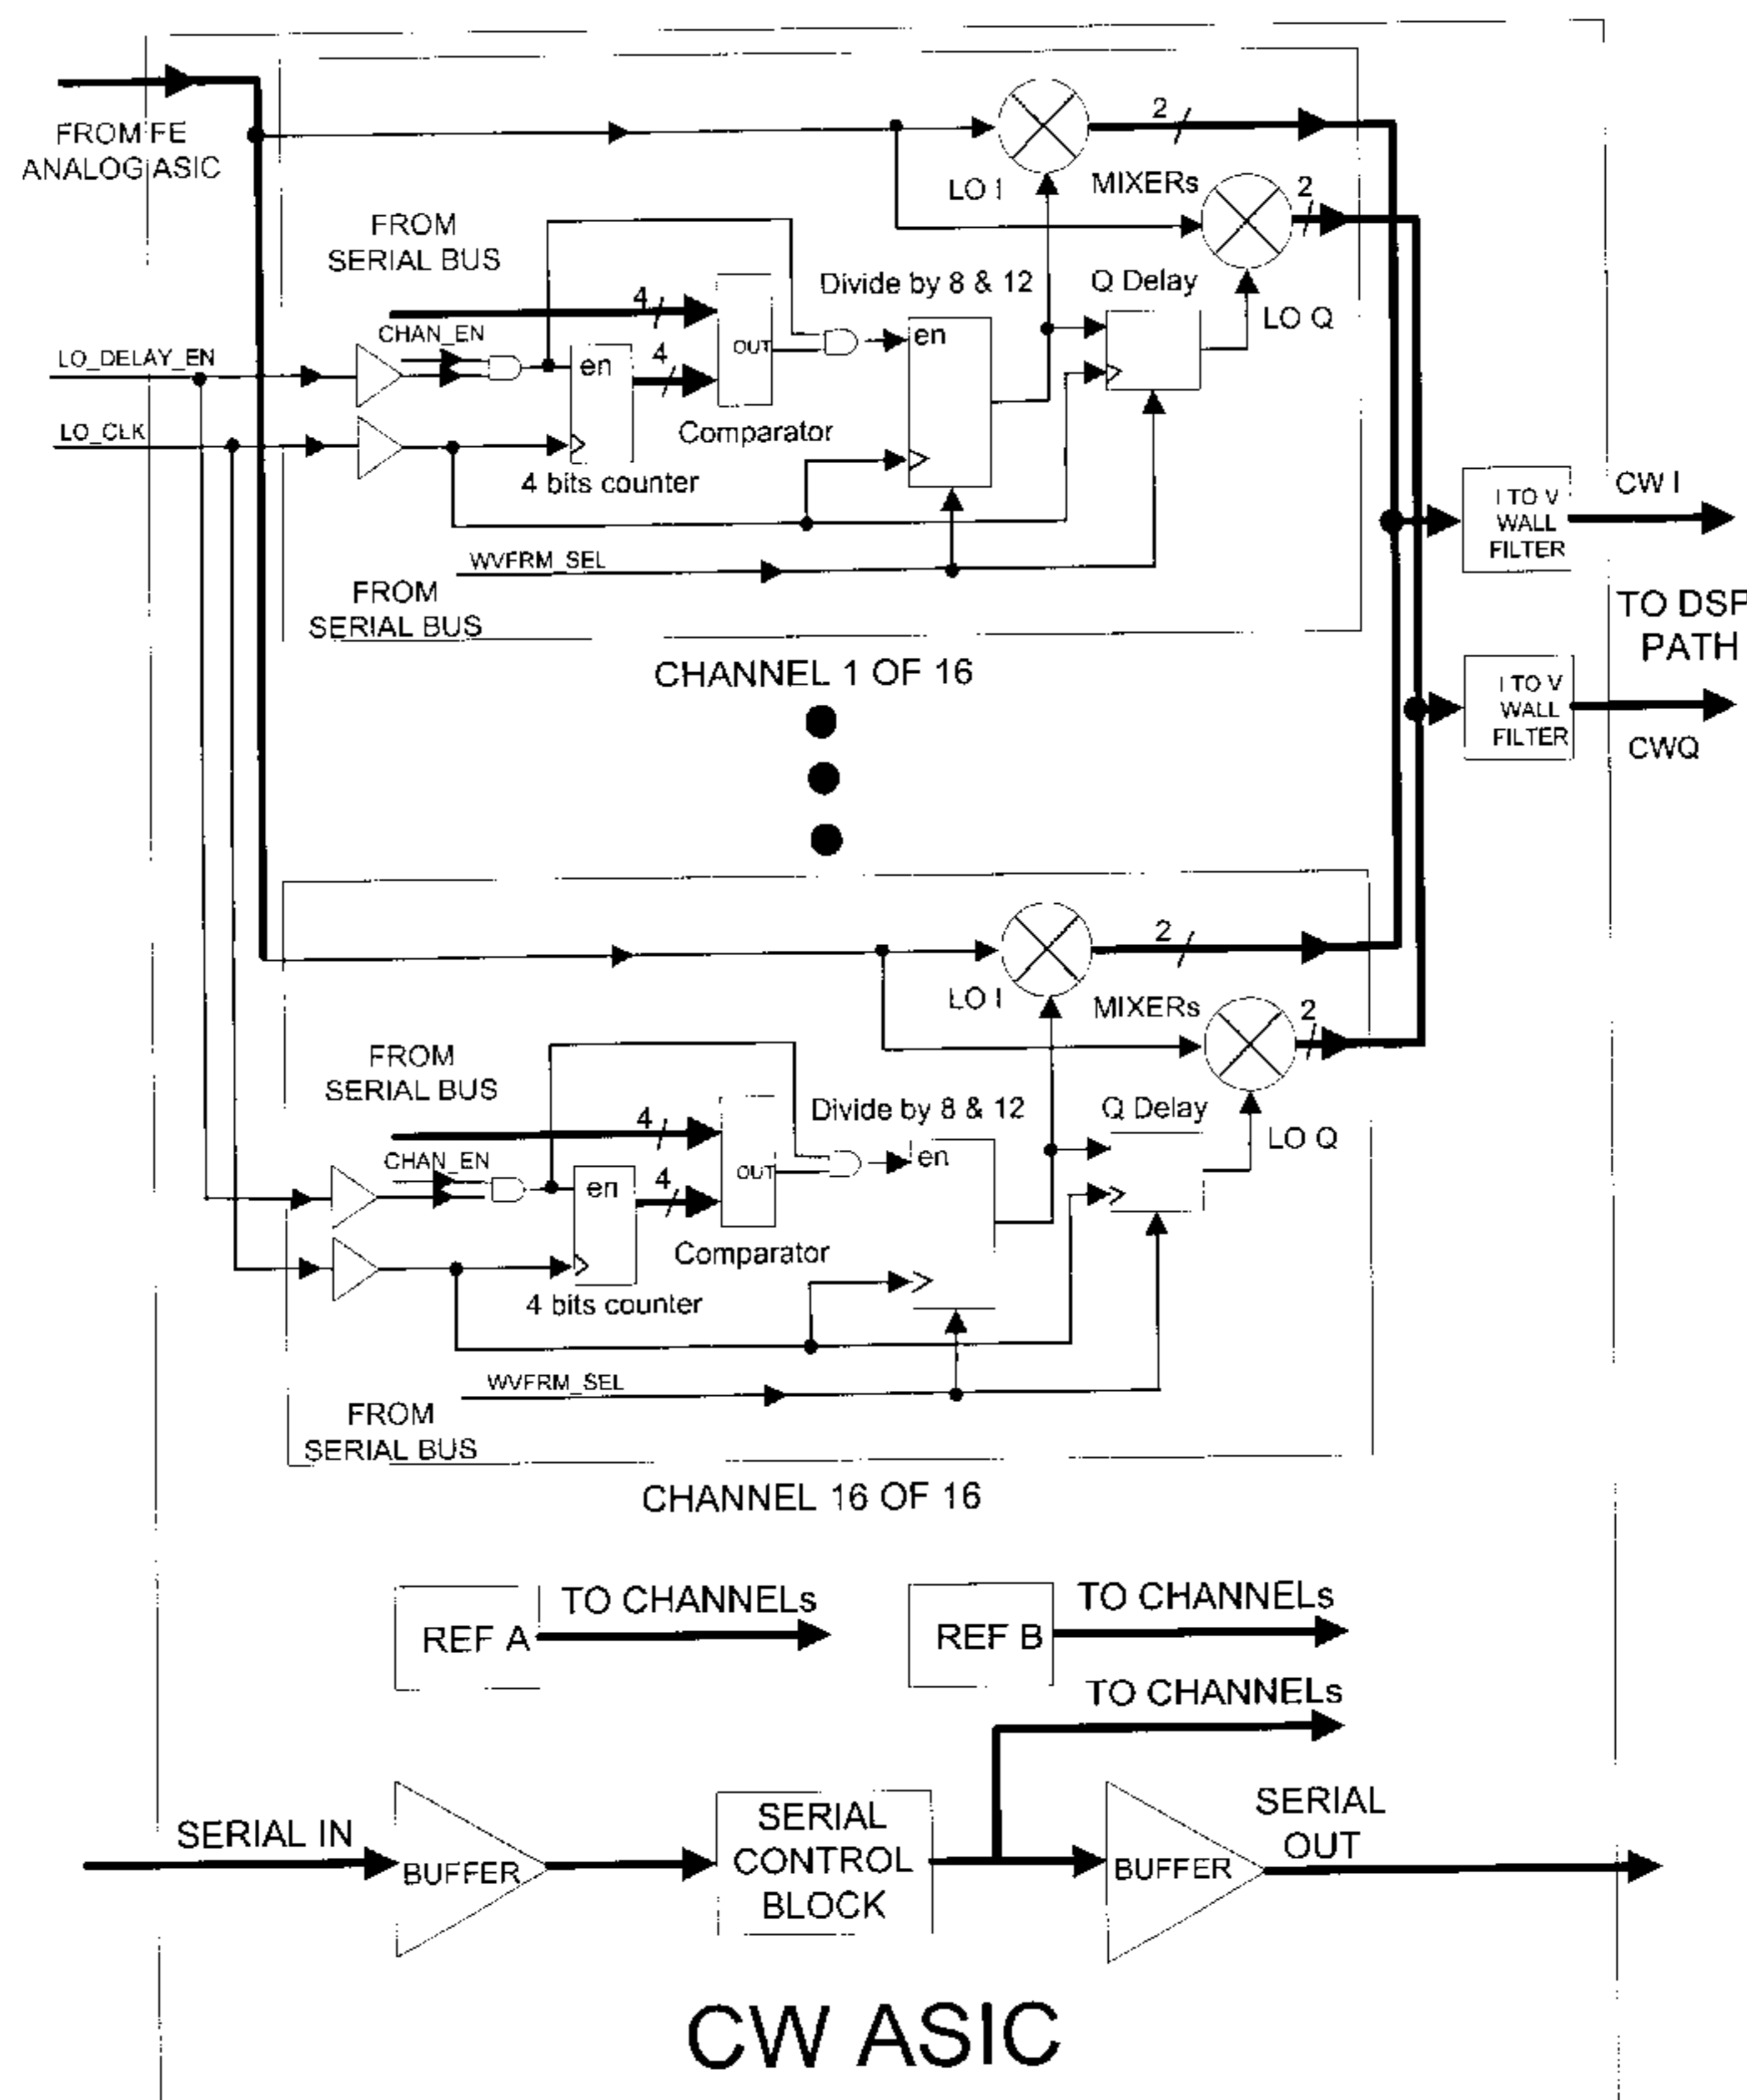 FROM FE
ANALOG ASIC
2
LO I
MIXERs
2
FROM
SERIAL BUS
Divide by 8 & 12
Q Delay
4
LO Q
CHAN_EN
LO_DELAY_EN
en
4
OUT
en
LO_CLK
Comparator
4 bits counter
WVFRM_SEL
FROM
SERIAL BUS
I TO V
WALL
FILTER
CW I
TO DSP
PATH
CHANNEL 1 OF 16
I TO V
WALL
FILTER
CWQ
2
LO I
MIXERs
2
FROM
SERIAL BUS
Divide by 8 & 12
Q Delay
4
LO Q
CHAN_EN
en
4
OUT
en
Comparator
4 bits counter
WVFRM_SEL
FROM
SERIAL BUS
CHANNEL 16 OF 16
REF A
TO CHANNELs
REF B
TO CHANNELs
TO CHANNELs
SERIAL IN
BUFFER
SERIAL
CONTROL
BLOCK
BUFFER
SERIAL
OUT
CW ASIC